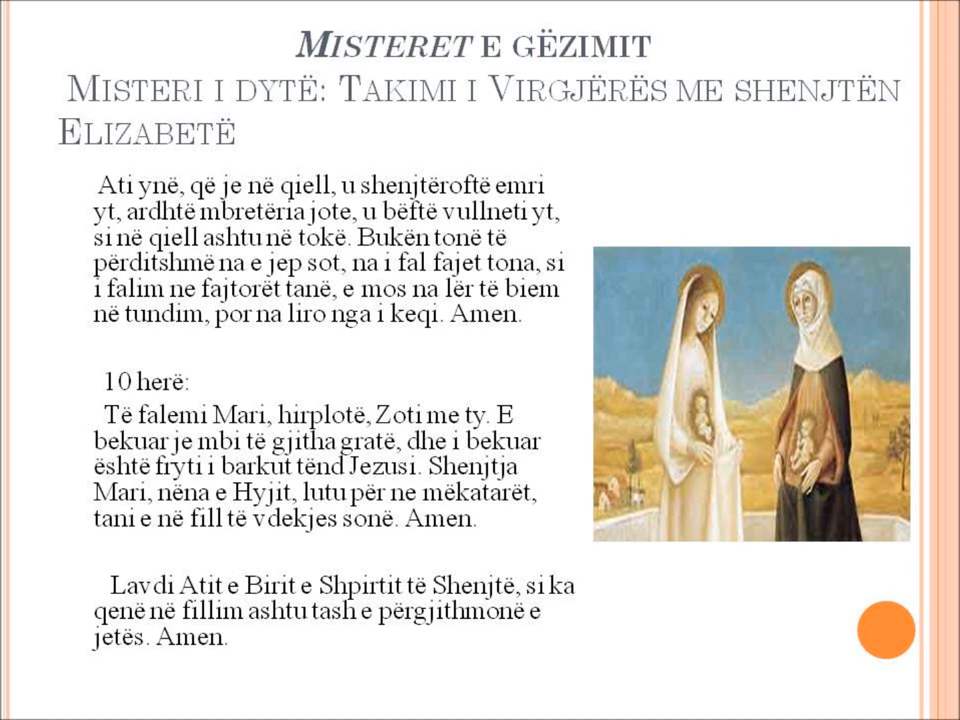 MISTERET E GËZIMIT
MISTERI I DYTË: TAKIMI I VIRGJËRËS ME SHENJTËN
ELIZABETË
Ati ynë, që je në qiell, u shenjtëroftë emri
yt, ardhtë mbretëria jote, u bëftë vullneti yt,
si në qiell ashtu në tokë. Bukën tonë të
përditshmë na e jep sot, na i fal fajet tona, si
i falim ne fajtorët tanë, e mos na lër të biem
në tundim, por na liro nga i keqi. Amen.
10 herë:
Të falemi Mari, hirplotë, Zoti me ty. E
bekuar je mbi të gjitha gratë, dhe i bekuar
është fryti i barkut tënd Jezusi. Shenjtja
Mari, nëna e Hyjit, lutu për ne mëkatarët,
tani e në fill të vdekjes sonë. Amen.
Lavdi Atit e Birit e Shpirtit të Shenjtë, si ka
qenë në fillim ashtu tash e përgjithmonë e
jetës. Amen.